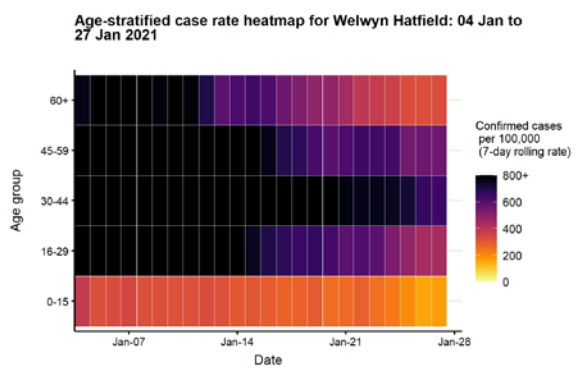 Age-stratified case rate heatmap for Welwyn Hatfield: 04 Jan to
27 Jan 2021
60+
45-59
30-44
16-29
0-15
Age group
Jan-07
Jan-14
Jan-21
Jan-28
Date
Confirmed cases
per 100,000
(7-day rolling rate)
800+
600
400
200
0